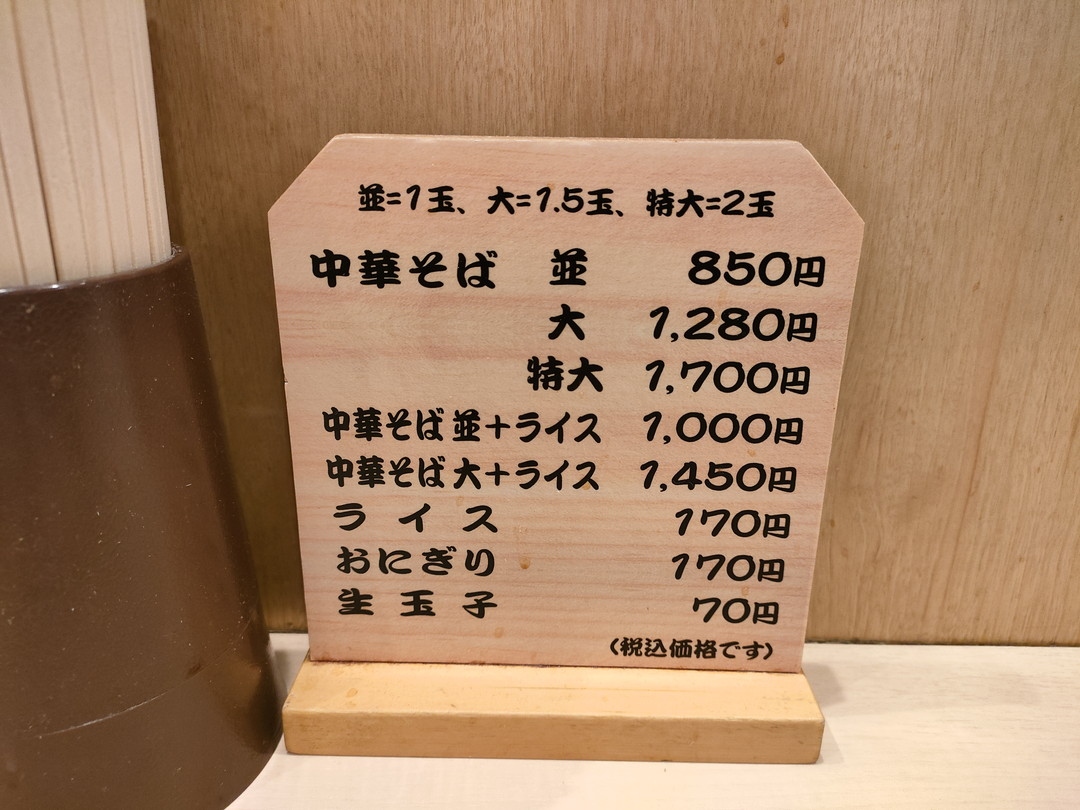 並=1玉、大=1.5玉、特大=2玉
中華そば 並 850円
大 1,280円
特大 1,700円
中華そば並+ライス 1,000円
中華そば大+ライス 1,450円
ライス 170円
おにぎり 170円
生玉子 70円
(税込価格です)